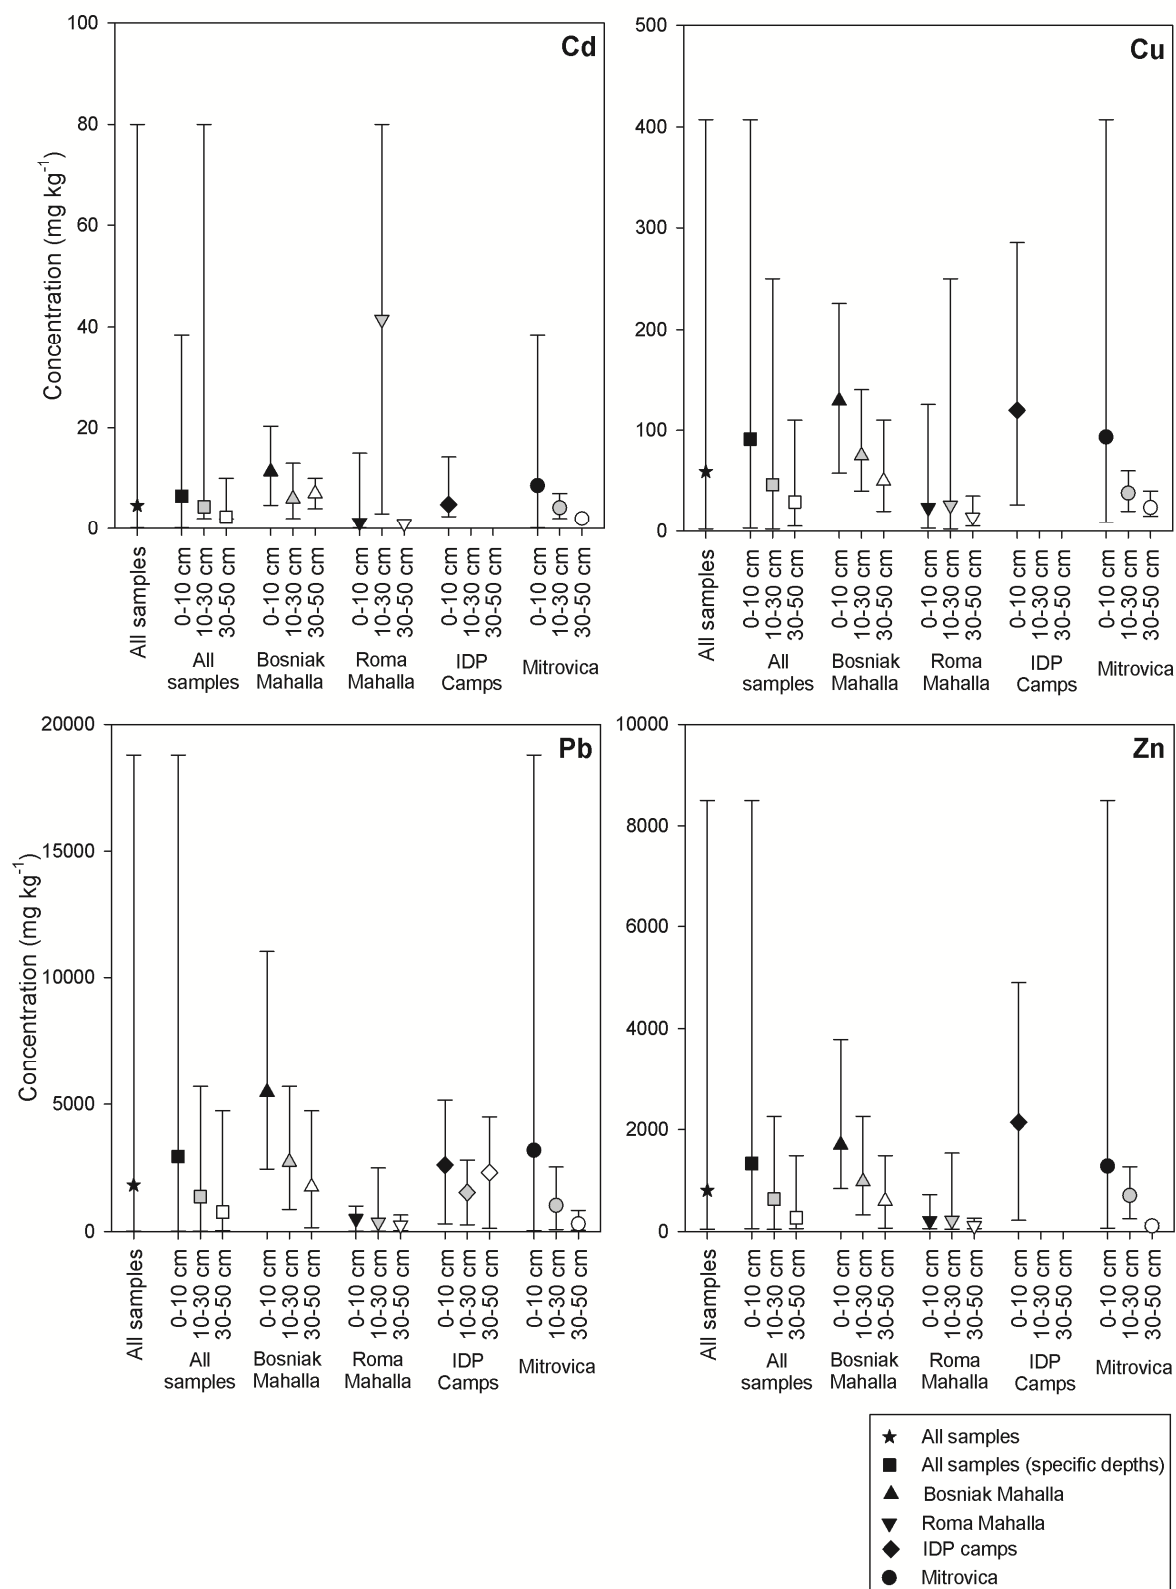 Cd
Concentration (mg kg-1)
100
80
60
40
20
0
All samples
0-10 cm
10-30 cm
30-50 cm
0-10 cm
10-30 cm
30-50 cm
0-10 cm
10-30 cm
30-50 cm
0-10 cm
10-30 cm
30-50 cm
0-10 cm
10-30 cm
30-50 cm
All
samples
Bosniak
Mahalla
Roma
Mahalla
IDP
Camps
Mitrovica
Cu
500
400
300
200
100
0
All samples
0-10 cm
10-30 cm
30-50 cm
0-10 cm
10-30 cm
30-50 cm
0-10 cm
10-30 cm
30-50 cm
0-10 cm
10-30 cm
30-50 cm
0-10 cm
10-30 cm
30-50 cm
All
samples
Bosniak
Mahalla
Roma
Mahalla
IDP
Camps
Mitrovica
Pb
Concentration (mg kg-1)
20000
15000
10000
5000
0
All samples
0-10 cm
10-30 cm
30-50 cm
0-10 cm
10-30 cm
30-50 cm
0-10 cm
10-30 cm
30-50 cm
0-10 cm
10-30 cm
30-50 cm
0-10 cm
10-30 cm
30-50 cm
All
samples
Bosniak
Mahalla
Roma
Mahalla
IDP
Camps
Mitrovica
Zn
10000
8000
6000
4000
2000
0
All samples
0-10 cm
10-30 cm
30-50 cm
0-10 cm
10-30 cm
30-50 cm
0-10 cm
10-30 cm
30-50 cm
0-10 cm
10-30 cm
30-50 cm
0-10 cm
10-30 cm
30-50 cm
All
samples
Bosniak
Mahalla
Roma
Mahalla
IDP
Camps
Mitrovica
All samples
All samples (specific depths)
Bosniak Mahalla
Roma Mahalla
IDP camps
Mitrovica